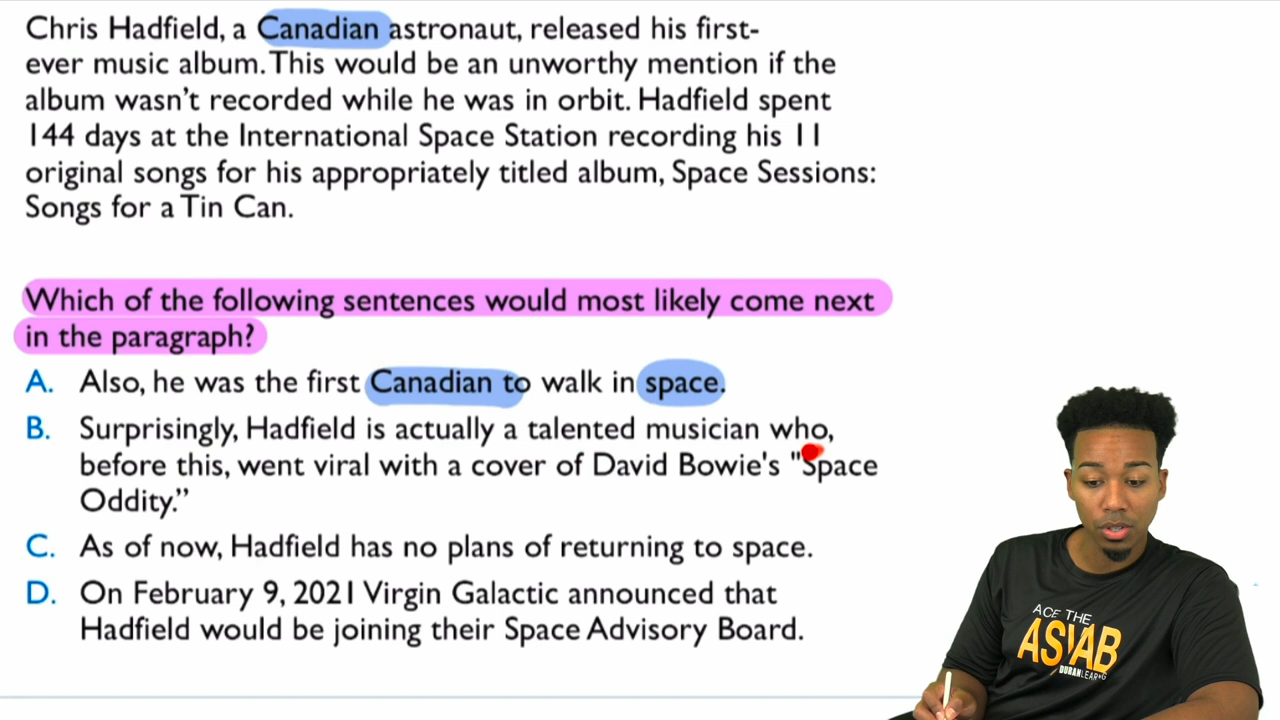 Chris Hadfield, a Canadian astronaut, released his first-
ever music album. This would be an unworthy mention if the
album wasn't recorded while he was in orbit. Hadfield spent
144 days at the International Space Station recording his 11
original songs for his appropriately titled album, Space Sessions:
Songs for a Tin Can.
Which of the following sentences would most likely come next
in the paragraph?
A. Also, he was the first Canadian to walk in space.
B. Surprisingly, Hadfield is actually a talented musician who,
before this, went viral with a cover of David Bowie's "Space
Oddity.”
C. As of now, Hadfield has no plans of returning to space.
D. On February 9, 2021 Virgin Galactic announced that
Hadfield would be joining their Space Advisory Board.
ACE THE
ASVAB